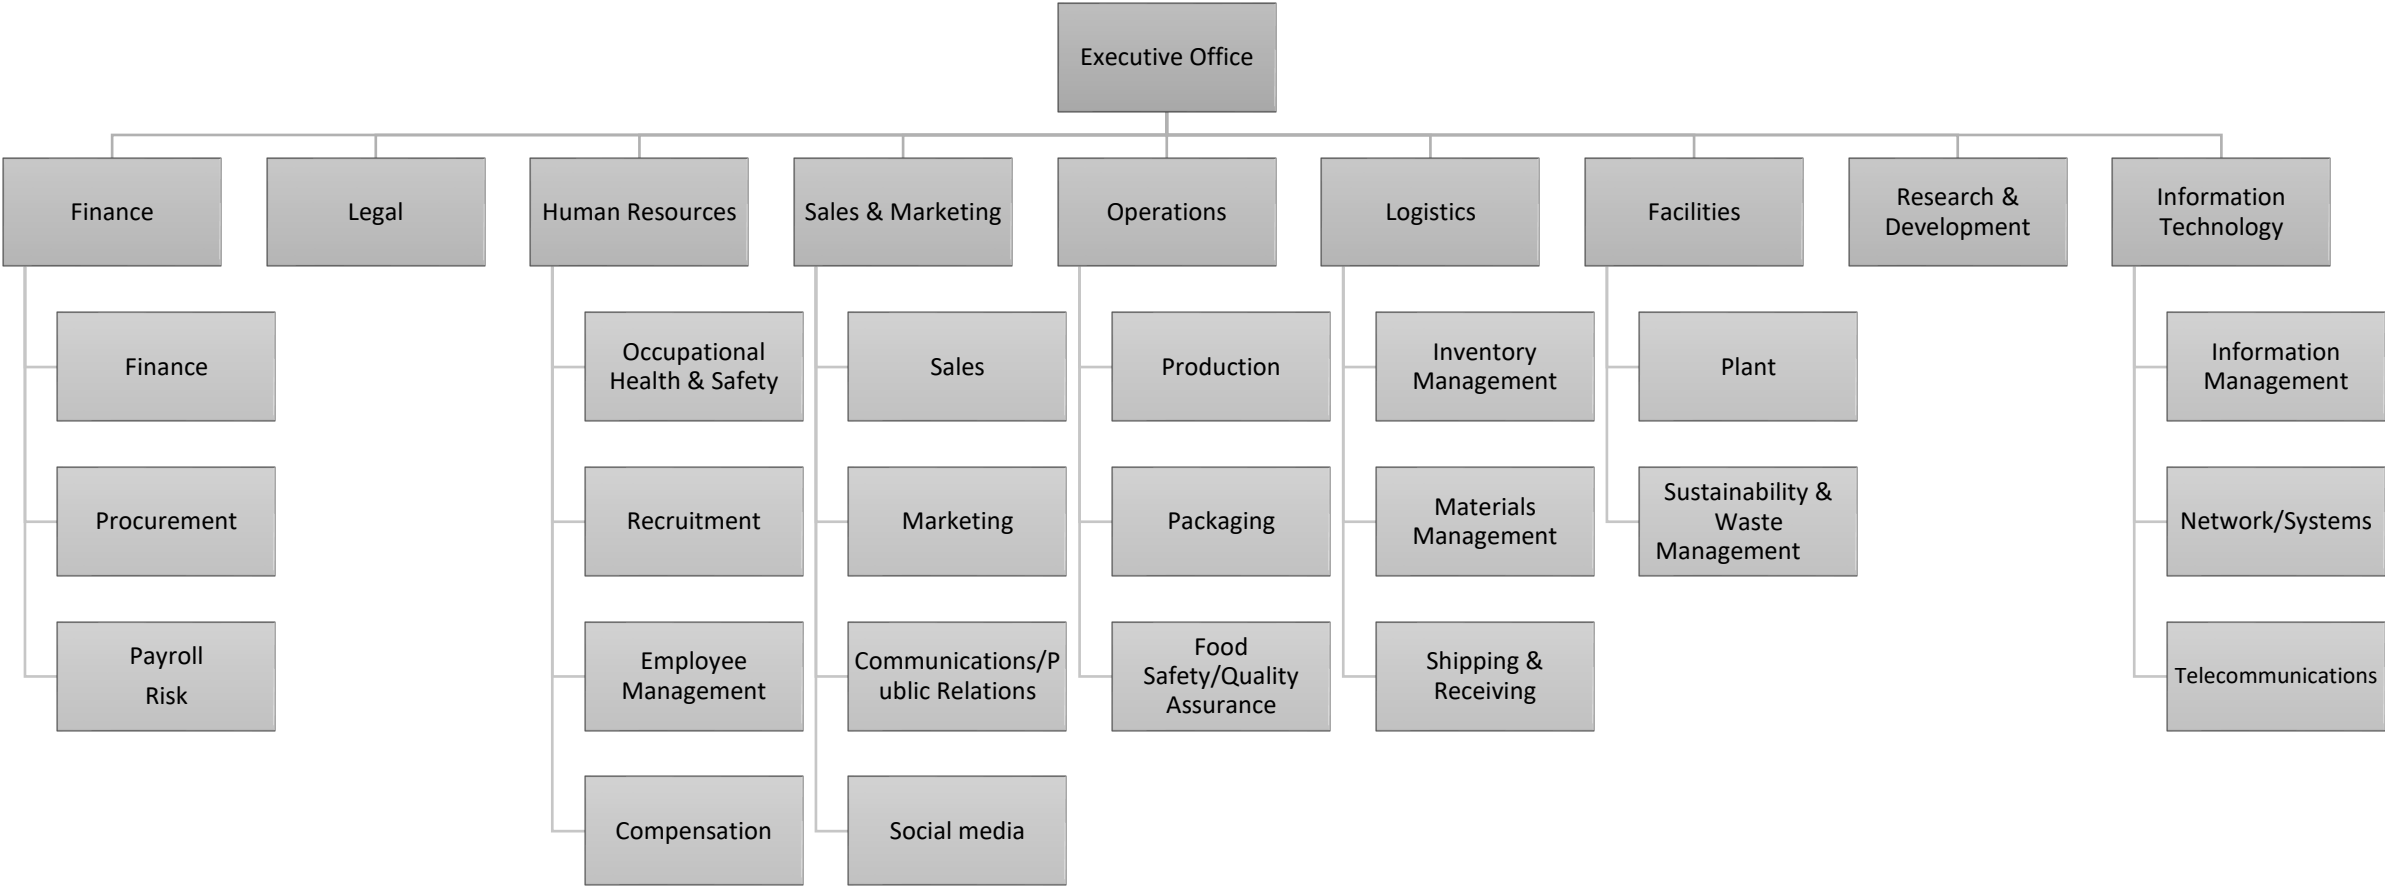 Executive Office
Finance
Legal
Human Resources
Sales & Marketing
Operations
Logistics
Facilities
Research &
Development
Information
Technology
Finance
Procurement
Payroll
Risk
Occupational
Health & Safety
Recruitment
Employee
Management
Compensation
Sales
Marketing
Communications/P
ublic Relations
Social media
Production
Packaging
Food
Safety/Quality
Assurance
Inventory
Management
Materials
Management
Shipping &
Receiving
Plant
Sustainability &
Waste
Management
Information
Management
Network/Systems
Telecommunications